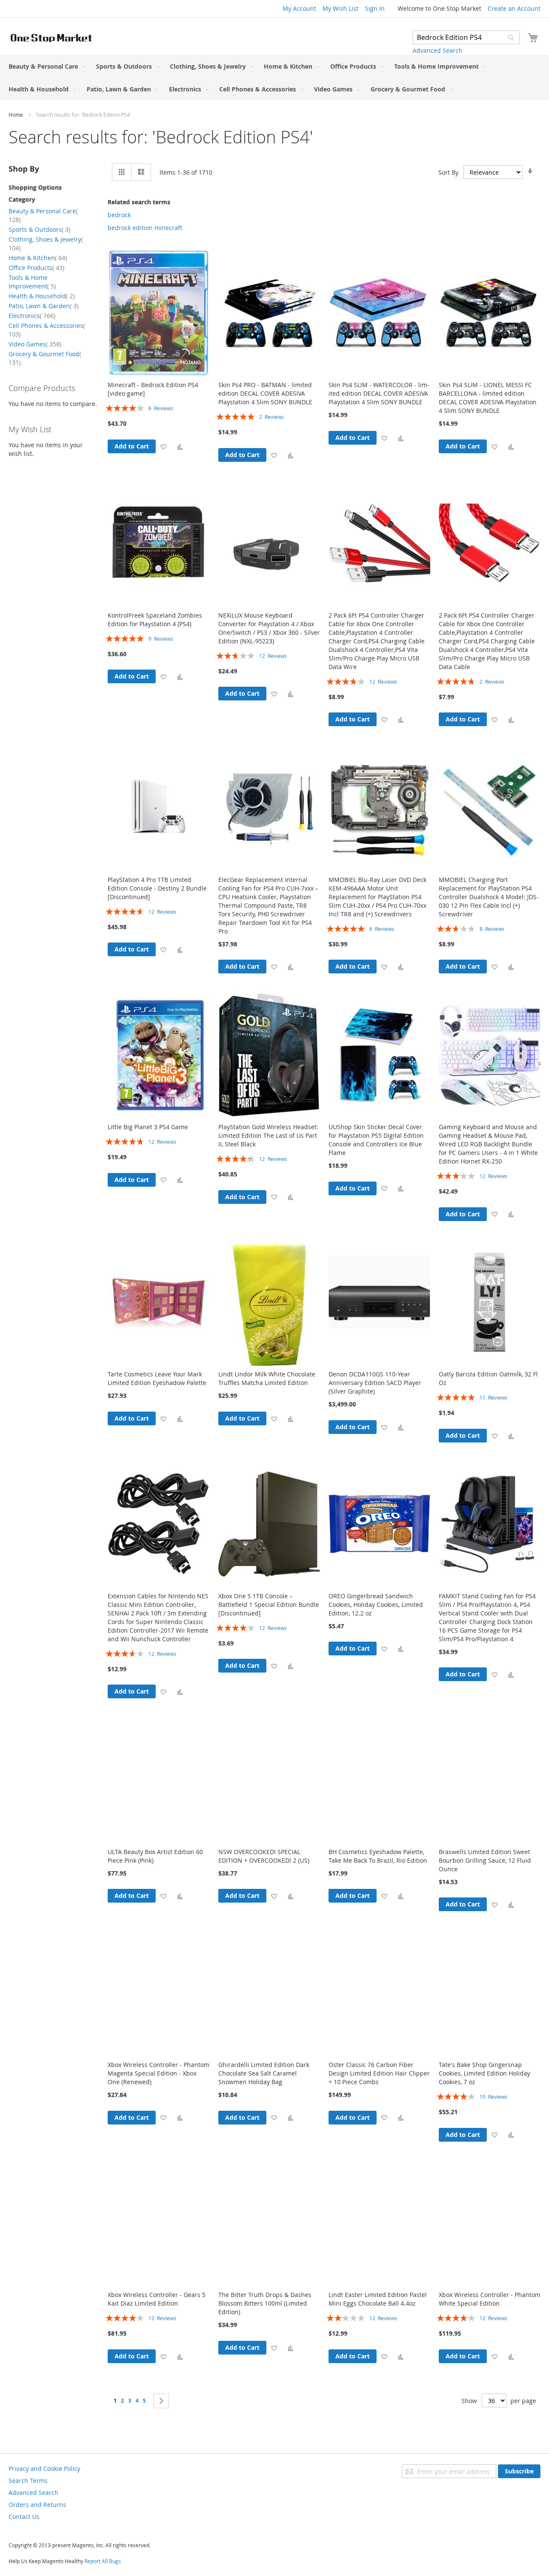 My Account My Wish List Sign In Welcome to One Stop Market Create an Account
One Stop Market
Bedrock Edition PS4
Advanced Search
Beauty & Personal Care Sports & Outdoors Clothing, Shoes & Jewelry Home & Kitchen Office Products Tools & Home Improvement
Health & Household Patio, Lawn & Garden Electronics Cell Phones & Accessories Video Games Grocery & Gourmet Food
Home Search results for: 'Bedrock Edition PS4'
Search results for: 'Bedrock Edition PS4'
Shop By
Shopping Options
Category
Beauty & Personal Care(
128)
Sports & Outdoors( 3)
Clothing, Shoes & Jewelry(
104)
Home & Kitchen( 64)
Office Products( 43)
Tools & Home
Improvement( 5)
Health & Household( 2)
Patio, Lawn & Garden( 3)
Electronics( 766)
Cell Phones & Accessories(
103)
Video Games( 358)
Grocery & Gourmet Food(
131)
Compare Products
You have no items to compare.
My Wish List
You have no items in your
wish list.
Items 1-36 of 1710
Sort By Relevance
Related search terms
bedrock
bedrock edition minecraft
Minecraft - Bedrock Edition PS4
[video game]
6 Reviews
$43.70
Add to Cart
Skin Ps4 PRO - BATMAN - limited
edition DECAL COVER ADESIVA
Playstation 4 Slim SONY BUNDLE
2 Reviews
$14.99
Add to Cart
Skin Ps4 SLIM - WATERCOLOR - lim-
ited edition DECAL COVER ADESIVA
Playstation 4 Slim SONY BUNDLE
$14.99
Add to Cart
Skin Ps4 SLIM - LIONEL MESSI FC
BARCELLONA - limited edition
DECAL COVER ADESIVA Playstation
4 Slim SONY BUNDLE
$14.99
Add to Cart
KontrolFreek Spaceland Zombies
Edition for Playstation 4 (PS4)
9 Reviews
$36.60
Add to Cart
NEXiLUX Mouse Keyboard
Converter for Playstation 4 / Xbox
One/Switch / PS3 / Xbox 360 - Silver
Edition (NXL-95223)
12 Reviews
$24.49
Add to Cart
2 Pack 6ft PS4 Controller Charger
Cable for Xbox One Controller
Cable,Playstation 4 Controller
Charger Cord,PS4 Charging Cable
Dualshock 4 Controller,PS4 Vita
Slim/Pro Charge Play Micro USB
Data Wire
12 Reviews
$8.99
Add to Cart
2 Pack 6Ft PS4 Controller Charger
Cable for Xbox One Controller
Cable,Playstation 4 Controller
Charger Cord,PS4 Charging Cable
Dualshock 4 Controller,PS4 Vita
Slim/Pro Charge Play Micro USB
Data Cable
2 Reviews
$7.99
Add to Cart
PlayStation 4 Pro 1TB Limited
Edition Console - Destiny 2 Bundle
[Discontinued]
12 Reviews
$45.98
Add to Cart
ElecGear Replacement Internal
Cooling Fan for PS4 Pro CUH-7xxx –
CPU Heatsink Cooler, Playstation
Thermal Compound Paste, TR8
Torx Security, PH0 Screwdriver
Repair Teardown Tool Kit for PS4
Pro
$37.98
Add to Cart
MMOBIEL Blu-Ray Laser DVD Deck
KEM-496AAA Motor Unit
Replacement for PlayStation PS4
Slim CUH-20xx / PS4 Pro CUH-70xx
Incl TR8 and (+) Screwdrivers
6 Reviews
$30.99
Add to Cart
MMOBIEL Charging Port
Replacement for PlayStation PS4
Controller Dualshock 4 Model: JDS-
030 12 Pin Flex Cable Incl (+)
Screwdriver
8 Reviews
$8.99
Add to Cart
Little Big Planet 3 PS4 Game
12 Reviews
$19.49
Add to Cart
PlayStation Gold Wireless Headset:
Limited Edition The Last of Us Part
II, Steel Black
12 Reviews
$40.85
Add to Cart
UUShop Skin Sticker Decal Cover
for Playstation PS5 Digital Edition
Console and Controllers Ice Blue
Flame
$18.99
Add to Cart
Gaming Keyboard and Mouse and
Gaming Headset & Mouse Pad,
Wired LED RGB Backlight Bundle
for PC Gamers Users - 4 in 1 White
Edition Hornet RX-250
12 Reviews
$42.49
Add to Cart
Tarte Cosmetics Leave Your Mark
Limited Edition Eyeshadow Palette
$27.93
Add to Cart
Lindt Lindor Milk White Chocolate
Truffles Matcha Limited Edition
$25.99
Add to Cart
Denon DCDA110GS 110-Year
Anniversary Edition SACD Player
(Silver Graphite)
$3,499.00
Add to Cart
Oatly Barista Edition Oatmilk, 32 Fl
Oz
11 Reviews
$1.94
Add to Cart
Extension Cables for Nintendo NES
Classic Mini Edition Controller,
SENHAI 2 Pack 10ft / 3m Extending
Cords for Super Nintendo Classic
Edition Controller-2017 Wii Remote
and Wii Nunchuck Controller
12 Reviews
$12.99
Add to Cart
Xbox One S 1TB Console –
Battlefield 1 Special Edition Bundle
[Discontinued]
12 Reviews
$3.69
Add to Cart
OREO Gingerbread Sandwich
Cookies, Holiday Cookies, Limited
Edition, 12.2 oz
$5.47
Add to Cart
FAMKIT Stand Cooling Fan for PS4
Slim / PS4 Pro/Playstation 4, PS4
Vertical Stand Cooler with Dual
Controller Charging Dock Station
16 PCS Game Storage for PS4
Slim/PS4 Pro/Playstation 4
$34.99
Add to Cart
ULTA Beauty Box Artist Edition 60
Piece Pink (Pink)
$77.95
Add to Cart
NSW OVERCOOKED! SPECIAL
EDITION + OVERCOOKED! 2 (US)
$38.77
Add to Cart
BH Cosmetics Eyeshadow Palette,
Take Me Back To Brazil, Rio Edition
$17.99
Add to Cart
Braswells Limited Edition Sweet
Bourbon Grilling Sauce, 12 Fluid
Ounce
$14.53
Add to Cart
Xbox Wireless Controller - Phantom
Magenta Special Edition - Xbox
One (Renewed)
$27.84
Add to Cart
Ghirardelli Limited Edition Dark
Chocolate Sea Salt Caramel
Snowmen Holiday Bag
$10.84
Add to Cart
Oster Classic 76 Carbon Fiber
Design Limited Edition Hair Clipper
+ 10 Piece Combs
$149.99
Add to Cart
Tate's Bake Shop Gingersnap
Cookies, Limited Edition Holiday
Cookies, 7 oz
10 Reviews
$55.21
Add to Cart
Xbox Wireless Controller - Gears 5
Kait Diaz Limited Edition
12 Reviews
$81.95
Add to Cart
The Bitter Truth Drops & Dashes
Blossom Bitters 100ml (Limited
Edition)
$34.99
Add to Cart
Lindt Easter Limited Edition Pastel
Mini Eggs Chocolate Ball 4.4oz
12 Reviews
$12.99
Add to Cart
Xbox Wireless Controller - Phantom
White Special Edition
12 Reviews
$119.95
Add to Cart
1 2 3 4 5
Show 36 per page
Privacy and Cookie Policy
Search Terms
Advanced Search
Orders and Returns
Contact Us
Enter your email address
Subscribe
Copyright © 2013-present Magento, Inc. All rights reserved.
Help Us Keep Magento Healthy Report All Bugs